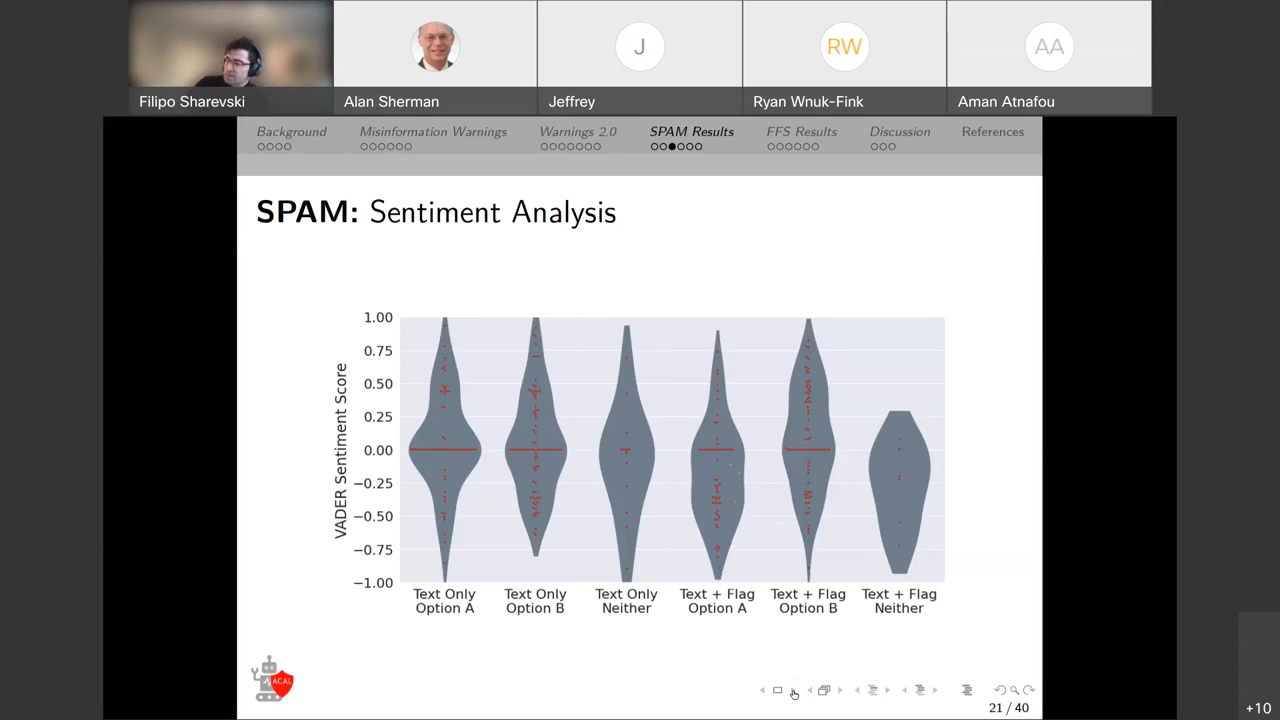 J
RW
AA
Filipo Sharevski
Alan Sherman
Jeffrey
Ryan Wnuk-Fink
Aman Atnafou
Background
Misinformation Warnings
Warnings 2.0
SPAM Results
FFS Results
Discussion
References
SPAM: Sentiment Analysis
VADER Sentiment Score
1.00
0.75
0.50
0.25
0.00
−0.25
−0.50
−0.75
−1.00
Text Only
Option A
Text Only
Option B
Text Only
Neither
Text + Flag
Option A
Text + Flag
Option B
Text + Flag
Neither
ACAL
21 / 40
+10